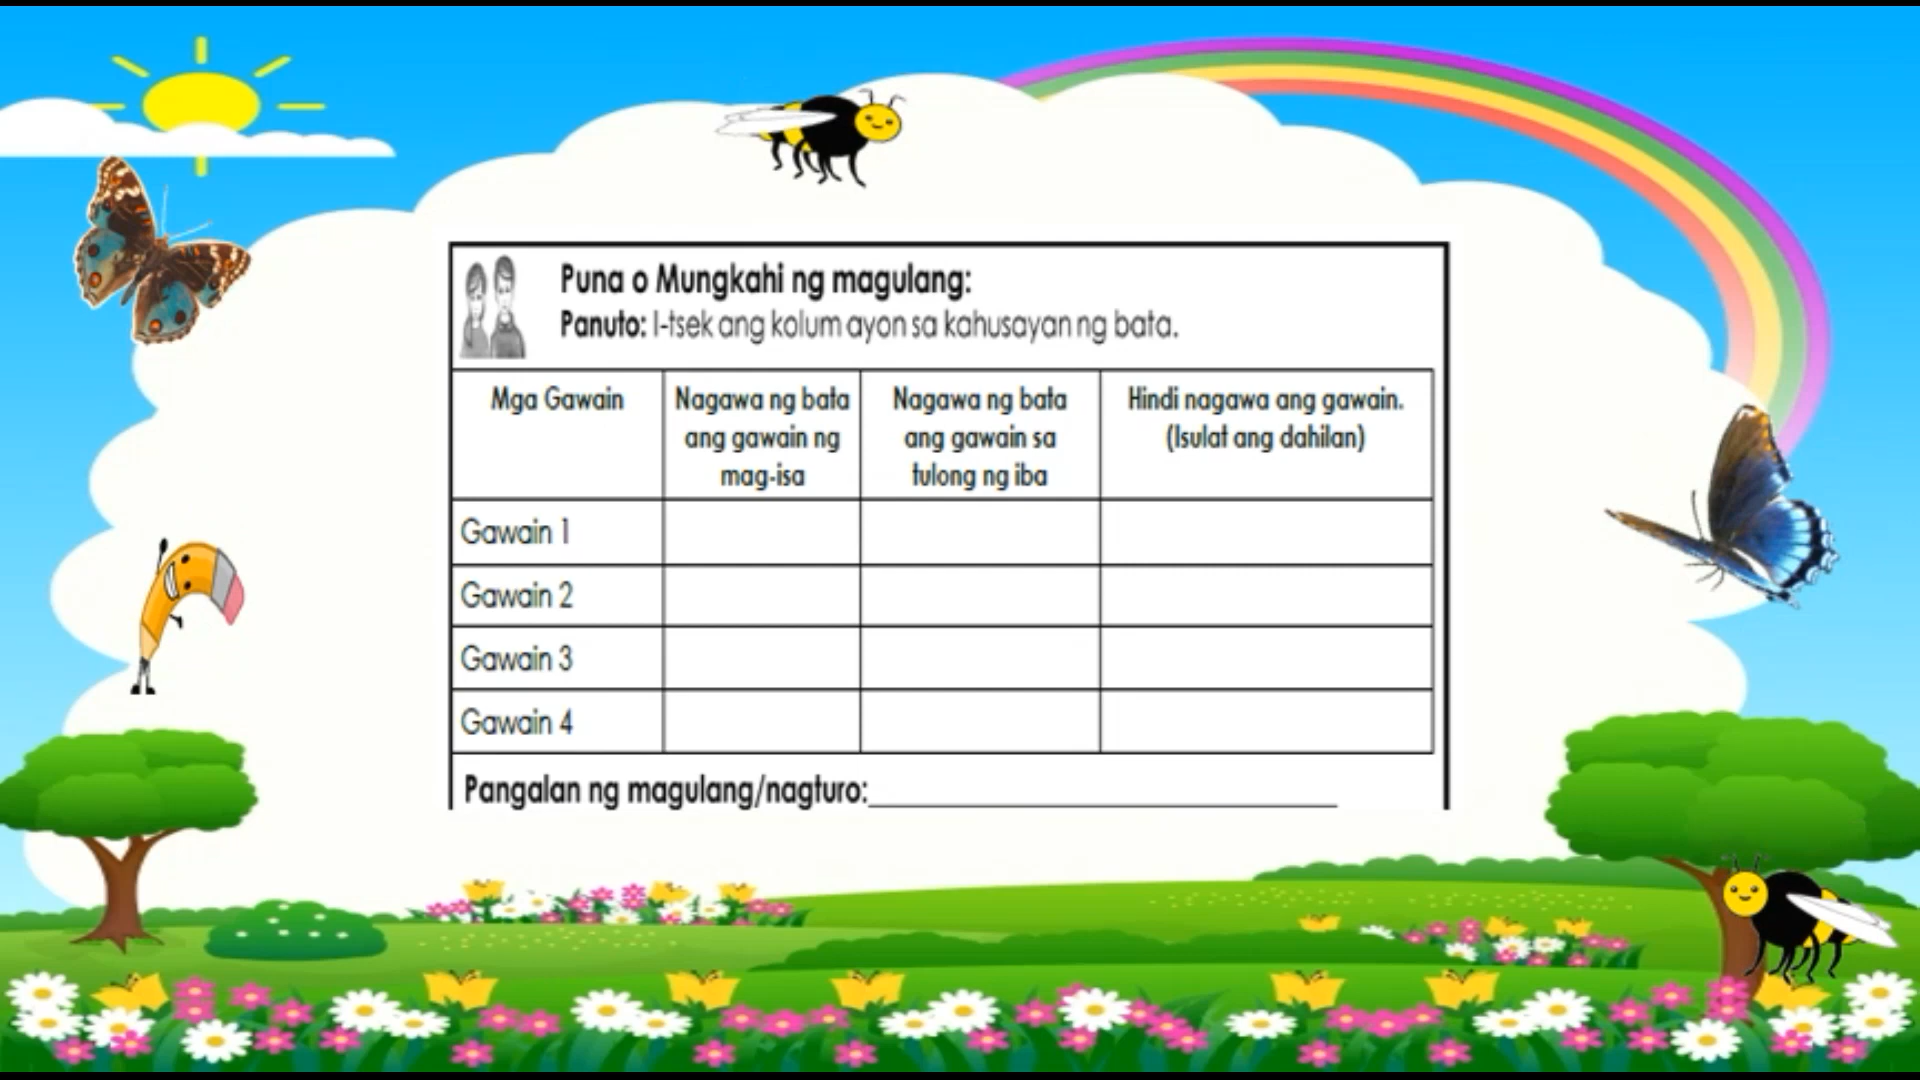 Puna o Mungkahi ng magulang:
Panuto: I-tsek ang kolum ayon sa kahusayan ng bata.
Mga Gawain
Nagawa ng bata
ang gawain ng
mag-isa
Nagawa ng bata
ang gawain sa
tulong ng iba
Hindi nagawa ang gawain.
(Isulat ang dahilan)
Gawain 1
Gawain 2
Gawain 3
Gawain 4
Pangalan ng magulang/nagturo: